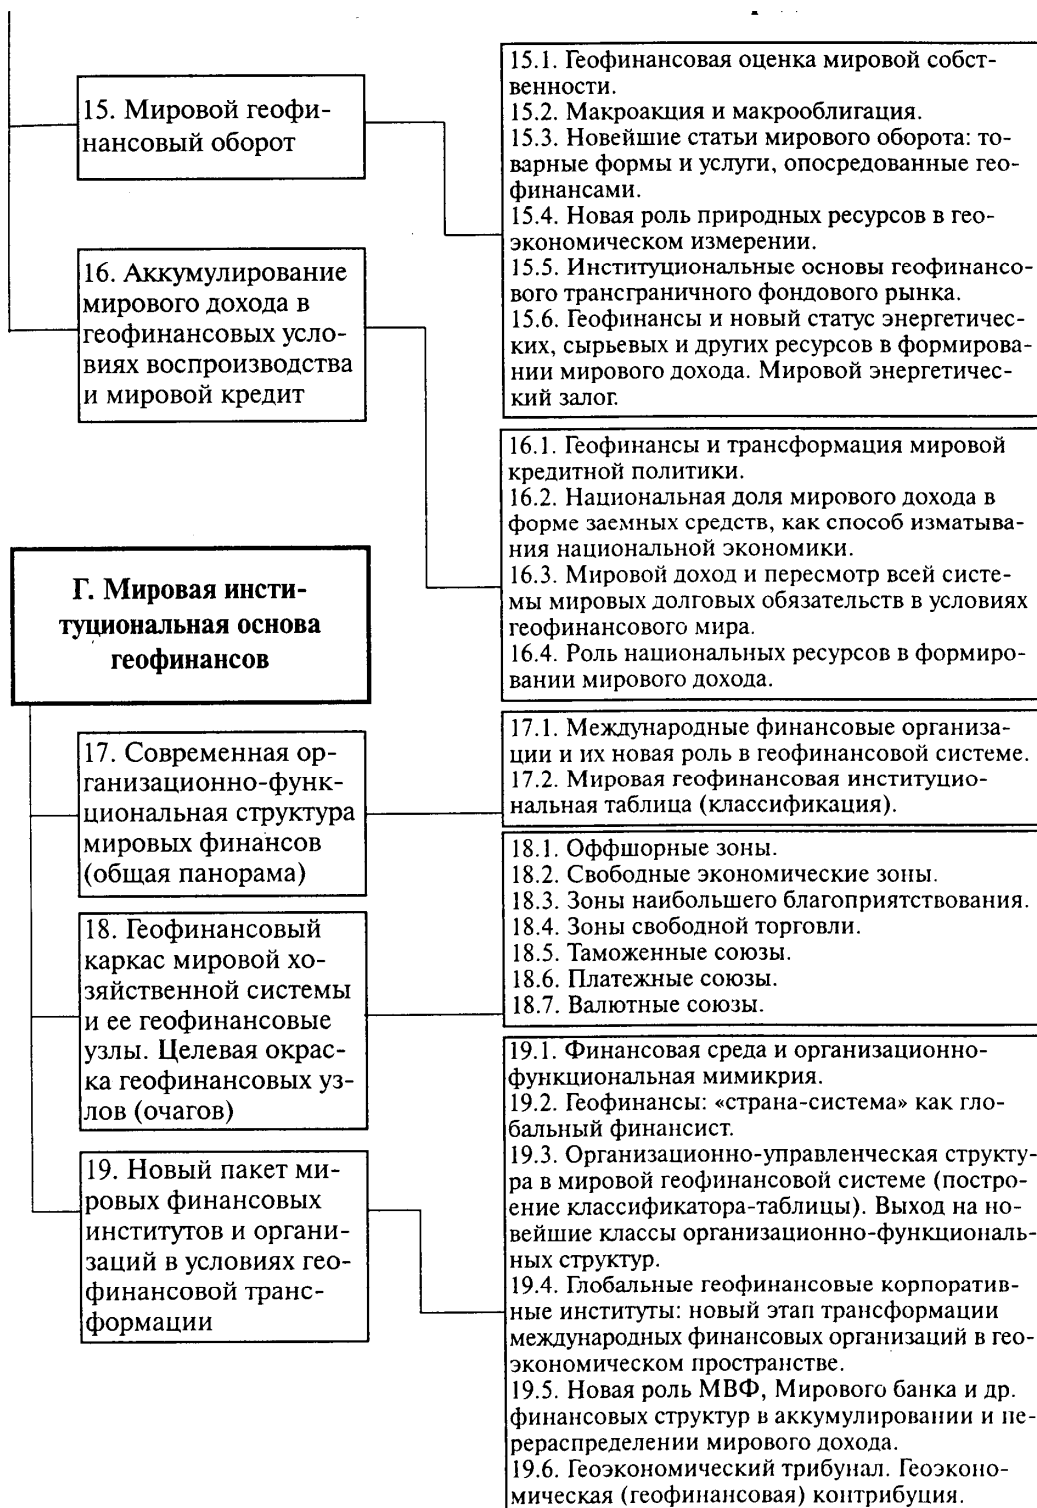 15. Мировой геофи-
нансовый оборот
15.1. Геофинансовая оценка мировой собст-
венности.
15.2. Макроакция и макрооблигация.
15.3. Новейшие статьи мирового оборота: то-
варные формы и услуги, опосредованные гео-
финансами.
15.4. Новая роль природных ресурсов в гео-
экономическом измерении.
15.5. Институциональные основы геофинансо-
вого трансграничного фондового рынка.
15.6. Геофинансы и новый статус энергетичес-
ких, сырьевых и других ресурсов в формирова-
нии мирового дохода. Мировой энергетичес-
кий залог.
16. Аккумулирование
мирового дохода в
геофинансовых усло-
виях воспроизводства
и мировой кредит
16.1. Геофинансы и трансформация мировой
кредитной политики.
16.2. Национальная доля мирового дохода в
форме заемных средств, как способ изматыва-
ния национальной экономики.
16.3. Мировой доход и пересмотр всей систе-
мы мировых долговых обязательств в условиях
геофинансового мира.
16.4. Роль национальных ресурсов в формиро-
вании мирового дохода.
Г. Мировая инсти-
туциональная основа
геофинансов
17. Современная ор-
ганизационно-функ-
циональная структура
мировых финансов
(общая панорама)
17.1. Международные финансовые организа-
ции и их новая роль в геофинансовой системе.
17.2. Мировая геофинансовая институцио-
нальная таблица (классификация).
18. Геофинансовый
каркас мировой хо-
зяйственной системы
и ее геофинансовые
узлы. Целевая окрас-
ка геофинансовых уз-
лов (очагов)
18.1. Оффшорные зоны.
18.2. Свободные экономические зоны.
18.3. Зоны наибольшего благоприятствования.
18.4. Зоны свободной торговли.
18.5. Таможенные союзы.
18.6. Платежные союзы.
18.7. Валютные союзы.
19. Новый пакет ми-
ровых финансовых
институтов и органи-
заций в условиях гео-
финансовой транс-
формации
19.1. Финансовая среда и организационно-
функциональная мимикрия.
19.2. Геофинансы: «страна-система» как гло-
бальный финансист.
19.3. Организационно-управленческая структу-
ра в мировой геофинансовой системе (постро-
ение классификатора-таблицы). Выход на но-
вейшие классы организационно-функциональ-
ных структур.
19.4. Глобальные геофинансовые корпоратив-
ные институты: новый этап трансформации
международных финансовых организаций в гео-
экономическом пространстве.
19.5. Новая роль МВФ, Мирового банка и др.
финансовых структур в аккумулировании и пе-
рераспределении мирового дохода.
19.6. Геоэкономический трибунал. Геоэконо-
мическая (геофинансовая) контрибуция.